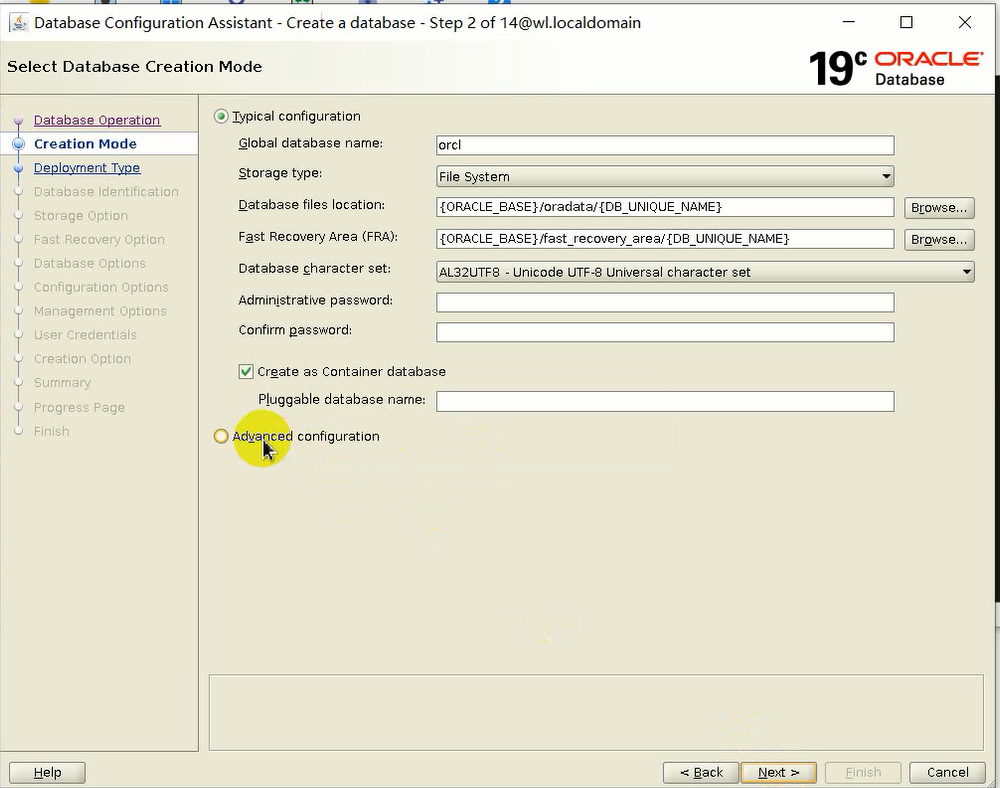 Database Configuration Assistant - Create a database - Step 2 of 14@wl.localdomain
Select Database Creation Mode
19c ORACLE
Database
Database Operation
Creation Mode
Deployment Type
Database Identification
Storage Option
Fast Recovery Option
Database Options
Configuration Options
Management Options
User Credentials
Creation Option
Summary
Progress Page
Finish
Typical configuration
Global database name: orcl
Storage type: File System
Database files location: {ORACLE_BASE}/oradata/{DB_UNIQUE_NAME} Browse...
Fast Recovery Area (FRA): {ORACLE_BASE}/fast_recovery_area/{DB_UNIQUE_NAME} Browse...
Database character set: AL32UTF8 - Unicode UTF-8 Universal character set
Administrative password:
Confirm password:
Create as Container database
Pluggable database name:
Advanced configuration
Help < Back Next > Finish Cancel